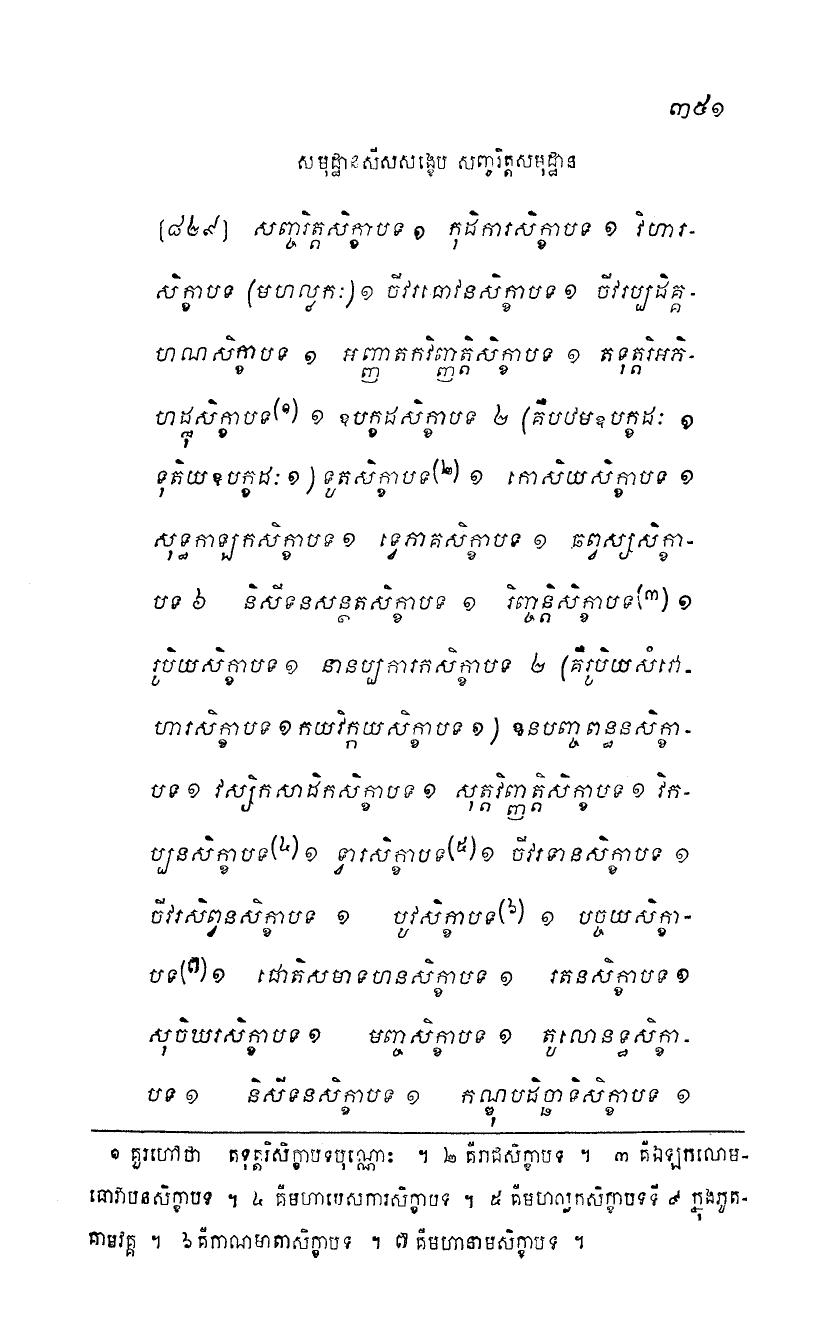 ៣៥១
សមុដ្ឋានសីសសង្ខេប សញ្ចរិត្តសមុដ្ឋាន
(៨២៩) សញ្ចរិត្តសិក្ខាបទ ១ កុដិការសិក្ខាបទ ១ វិហារ-
សិក្ខាបទ (មហល្លកៈ) ១ ចីវរធោវនសិក្ខាបទ ១ ចីវរប្បដិគ្គ-
ហណសិក្ខាបទ ១ អញ្ញាតកវិញ្ញត្តិសិក្ខាបទ ១ តទុត្តរិអភិ-
ហដ្ឋុសិក្ខាបទ(១) ១ ឧបក្ខដសិក្ខាបទ ២ (គឺបឋមឧបក្ខដៈ ១
ទុតិយឧបក្ខដៈ ១) ទូតសិក្ខាបទ(២) ១ កោសិយសិក្ខាបទ ១
សុទ្ធកាឡកសិក្ខាបទ ១ ទ្វេភាគសិក្ខាបទ ១ ឆព្វស្សសិក្ខា-
បទ ៦ និសីទនសន្ថតសិក្ខាបទ ១ រិញ្ចន្តិសិក្ខាបទ(៣) ១
រូបិយសិក្ខាបទ ១ នានប្បការកសិក្ខាបទ ២ (គឺរូបិយសំវោ-
ហារសិក្ខាបទ ១ កយវិក្កយសិក្ខាបទ ១) ឧនបញ្ចពន្ធនសិក្ខា-
បទ ១ វស្សិកសាដិកសិក្ខាបទ ១ សុត្តវិញ្ញត្តិសិក្ខាបទ ១ វិក-
ប្បនសិក្ខាបទ(៤) ១ ទ្វារសិក្ខាបទ(៥) ១ ចីវរទានសិក្ខាបទ ១
ចីវរសិព្វនសិក្ខាបទ ១ បូវសិក្ខាបទ(៦) ១ បច្ចយសិក្ខា-
បទ(៧) ១ ជោតិសមាទហនសិក្ខាបទ ១ រតនសិក្ខាបទ ១
សុចិឃរសិក្ខាបទ ១ មញ្ចសិក្ខាបទ ១ តូលោនទ្ធសិក្ខា-
បទ ១ និសីទនសិក្ខាបទ ១ កណ្ឌុបដិច្ឆាទិសិក្ខាបទ ១
១ គួរហៅថា តទុត្តរិសិក្ខាបទបុណ្ណោះ ។ ២ គឺរាជសិក្ខាបទ ។ ៣ គឺឯឡកលោម-
ធោវាបនសិក្ខាបទ ។ ៤ គឺមហាបេសការសិក្ខាបទ ។ ៥ គឺមហល្លកសិក្ខាបទទី ៩ ក្នុងភូត-
គាមវគ្គ ។ ៦ គឺកាណមាតាសិក្ខាបទ ។ ៧ គឺមហានាមសិក្ខាបទ ។